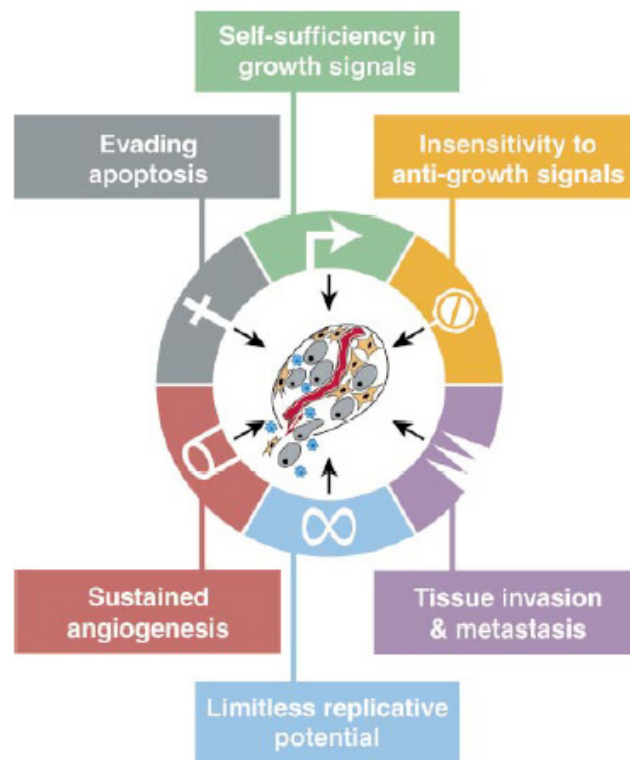 Self-sufficiency in
growth signals
Evading
apoptosis
Insensitivity to
anti-growth signals
Sustained
angiogenesis
Tissue invasion
& metastasis
Limitless replicative
potential